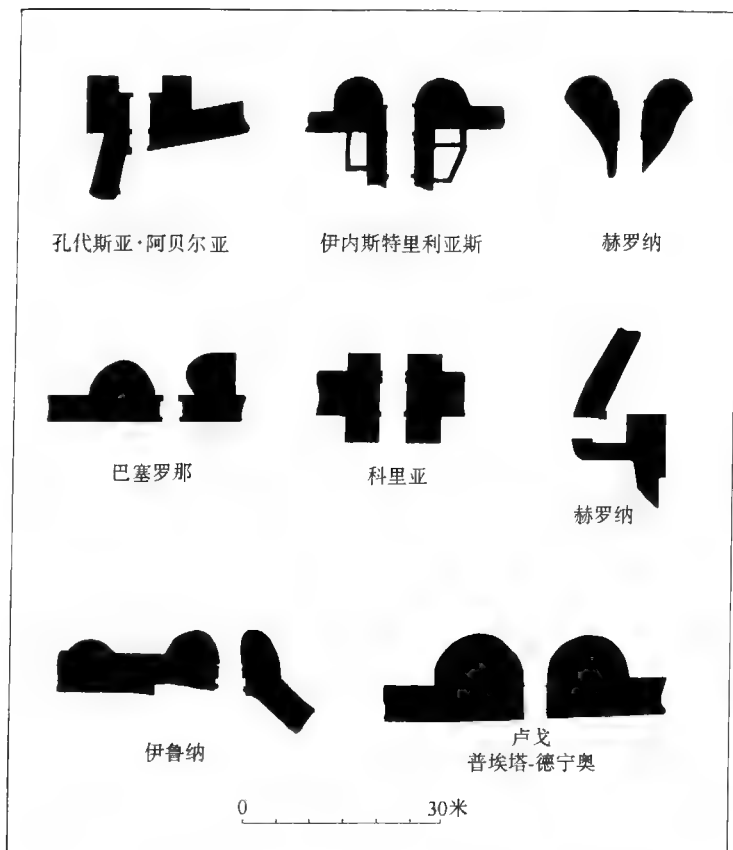 孔代斯亚·阿贝尔亚
伊内斯特里利亚斯
赫罗纳
巴塞罗那
科里亚
赫罗纳
伊鲁纳
卢戈
普埃塔-德宁奥
0 30米